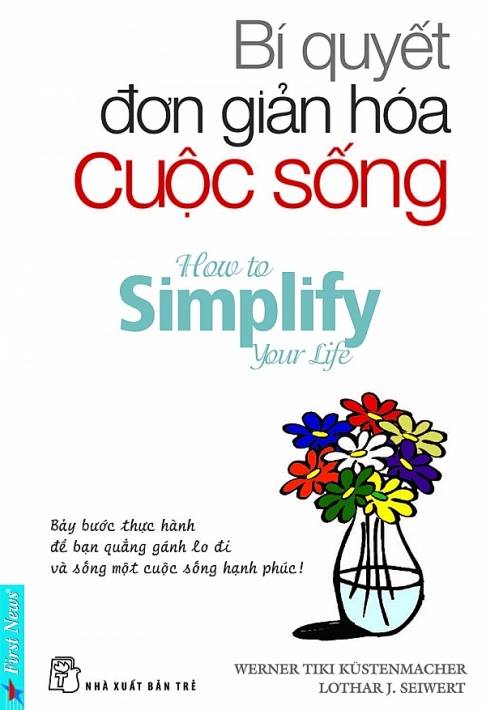 Bí quyết
đơn giản hóa
cuộc sống
How to
Simplify
Your Life
Bảy bước thực hành
để bạn quẳng gánh lo đi
và sống một cuộc sống hạnh phúc!
First News®
T
NHÀ XUẤT BẢN TRẺ
WERNER TIKI KÜSTENMACHER
LOTHAR J. SEIWERT